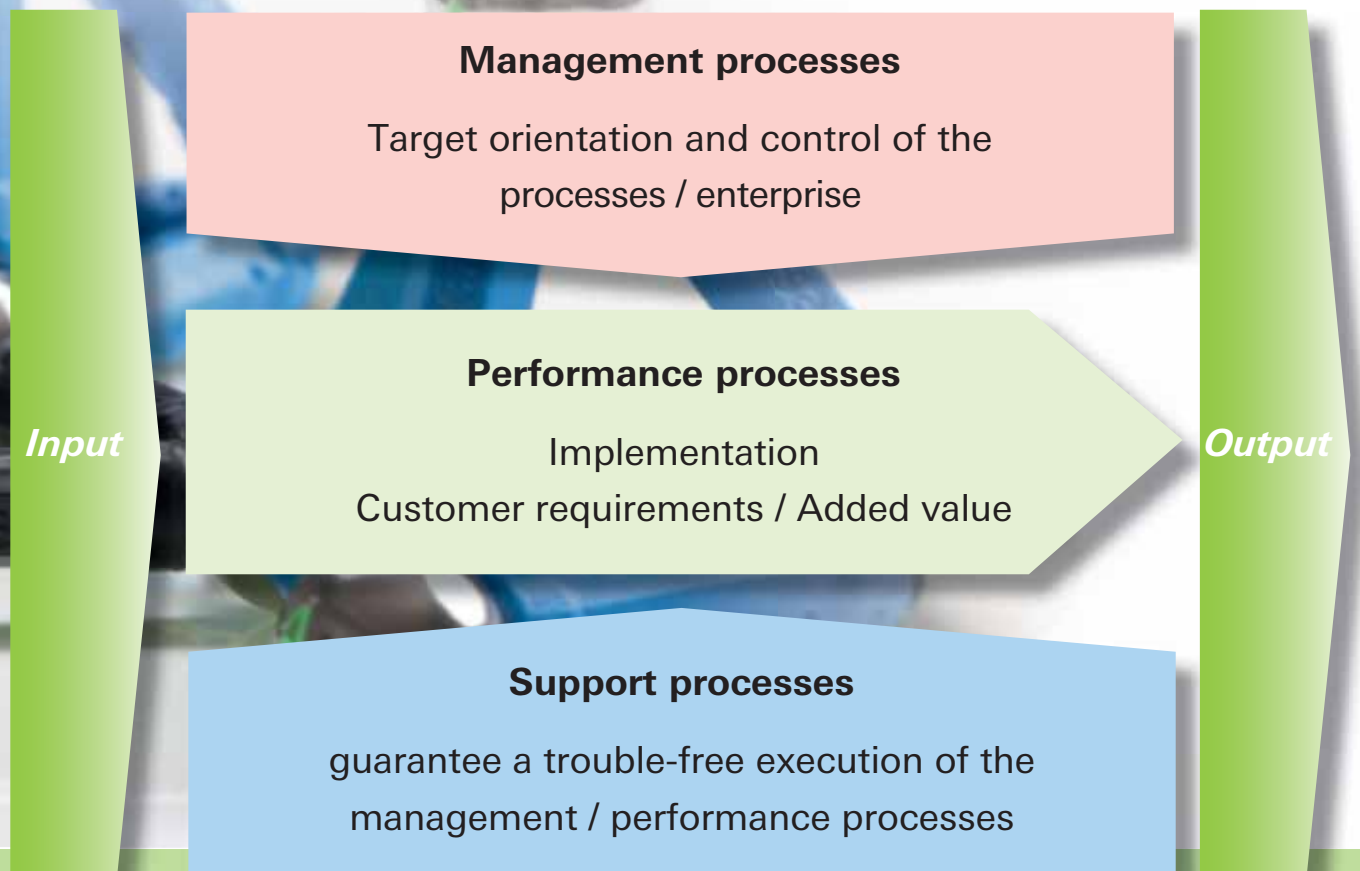 Management processes
Target orientation and control of the
processes / enterprise
Input
Performance processes
Implementation
Customer requirements / Added value
Output
Support processes
guarantee a trouble-free execution of the
management / performance processes